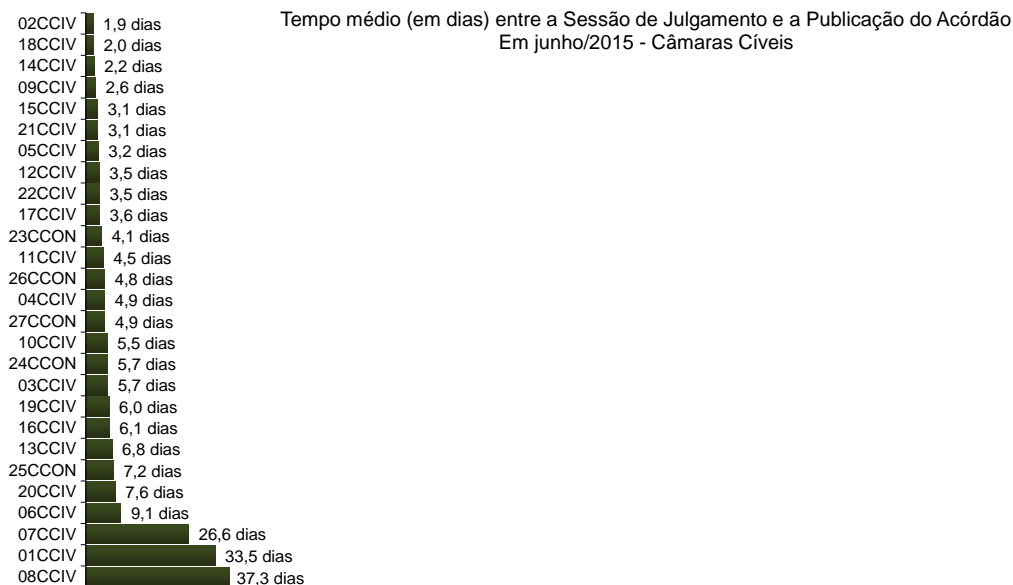 Tempo médio (em dias) entre a Sessão de Julgamento e a Publicação do Acórdão
Em junho/2015 - Câmaras Cíveis
02CCIV 1,9 dias
18CCIV 2,0 dias
14CCIV 2,2 dias
09CCIV 2,6 dias
15CCIV 3,1 dias
21CCIV 3,1 dias
05CCIV 3,2 dias
12CCIV 3,5 dias
22CCIV 3,5 dias
17CCIV 3,6 dias
23CCON 4,1 dias
11CCIV 4,5 dias
26CCON 4,8 dias
04CCIV 4,9 dias
27CCON 4,9 dias
10CCIV 5,5 dias
24CCON 5,7 dias
03CCIV 5,7 dias
19CCIV 6,0 dias
16CCIV 6,1 dias
13CCIV 6,8 dias
25CCON 7,2 dias
20CCIV 7,6 dias
06CCIV 9,1 dias
07CCIV 26,6 dias
01CCIV 33,5 dias
08CCIV 37,3 dias